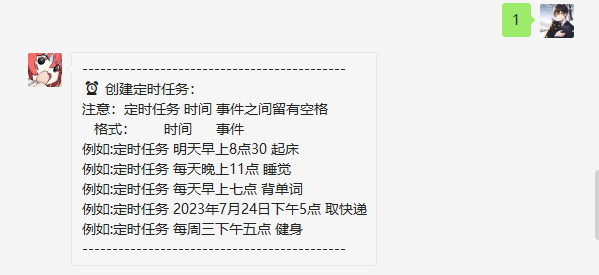 1
-----------------------------------------
⏰ 创建定时任务：
注意：定时任务 时间 事件之间留有空格
格式： 时间 事件
例如:定时任务 明天早上8点30 起床
例如:定时任务 每天晚上11点 睡觉
例如:定时任务 每天早上七点 背单词
例如:定时任务 2023年7月24日下午5点 取快递
例如:定时任务 每周三下午五点 健身
-----------------------------------------